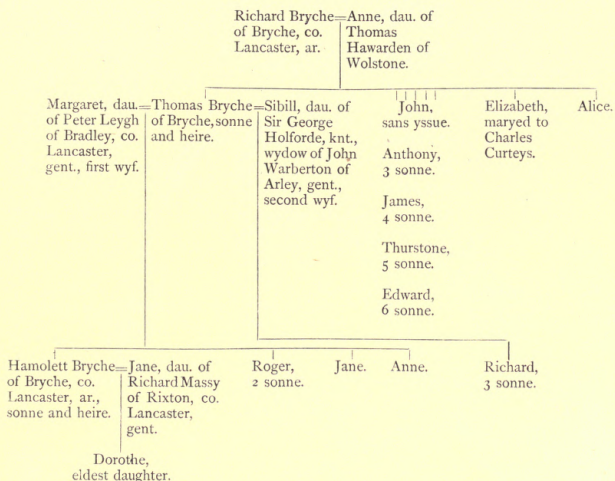 Richard Bryche=Anne, dau. of
of Bryche, co. Thomas
Lancaster, ar. Hawarden of
Wolstone.
Margaret, dau.=Thomas Bryche=Sibill, dau. of
of Peter Leygh of Bryche, sonne Sir George
of Bradley, co. and heire. Holforde, knt.,
Lancaster, wydow of John
gent., first wyf. Warberton of
Arley, gent.,
second wyf.
John,
sans yssue.
Anthony,
3 sonne.
James,
4 sonne.
Thurstone,
5 sonne.
Edward,
6 sonne.
Elizabeth,
maryed to
Charles
Curteys.
Alice.
Hamolett Bryche=Jane, dau. of
of Bryche, co. Richard Massy
Lancaster, ar., of Rixton, co.
sonne and heire. Lancaster,
gent.
Roger,
2 sonne.
Jane.
Anne.
Richard,
3 sonne.
Dorothe,
eldest daughter.